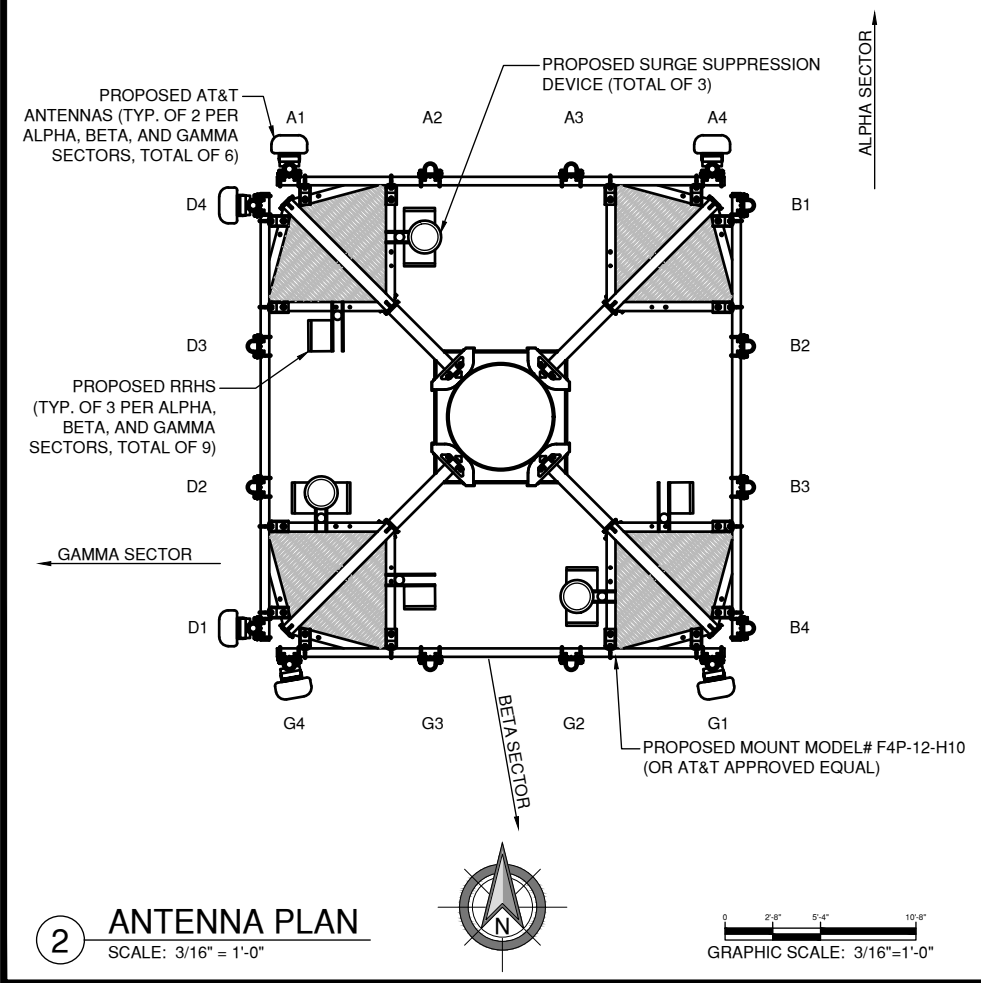 ALPHA SECTOR
PROPOSED SURGE SUPPRESSION
DEVICE (TOTAL OF 3)
PROPOSED AT&T
ANTENNAS (TYP. OF 2 PER
ALPHA, BETA, AND GAMMA
SECTORS, TOTAL OF 6)
A1
A2
A3
A4
D4
B1
D3
B2
PROPOSED RRHS
(TYP. OF 3 PER ALPHA,
BETA, AND GAMMA
SECTORS, TOTAL OF 9)
D2
B3
GAMMA SECTOR
D1
B4
G4
G3
BETA SECTOR
G2
G1
PROPOSED MOUNT MODEL# F4P-12-H10
(OR AT&T APPROVED EQUAL)
N
2
ANTENNA PLAN
SCALE: 3/16" = 1'-0"
0 2'-8" 5'-4" 10'-8"
GRAPHIC SCALE: 3/16"=1'-0"